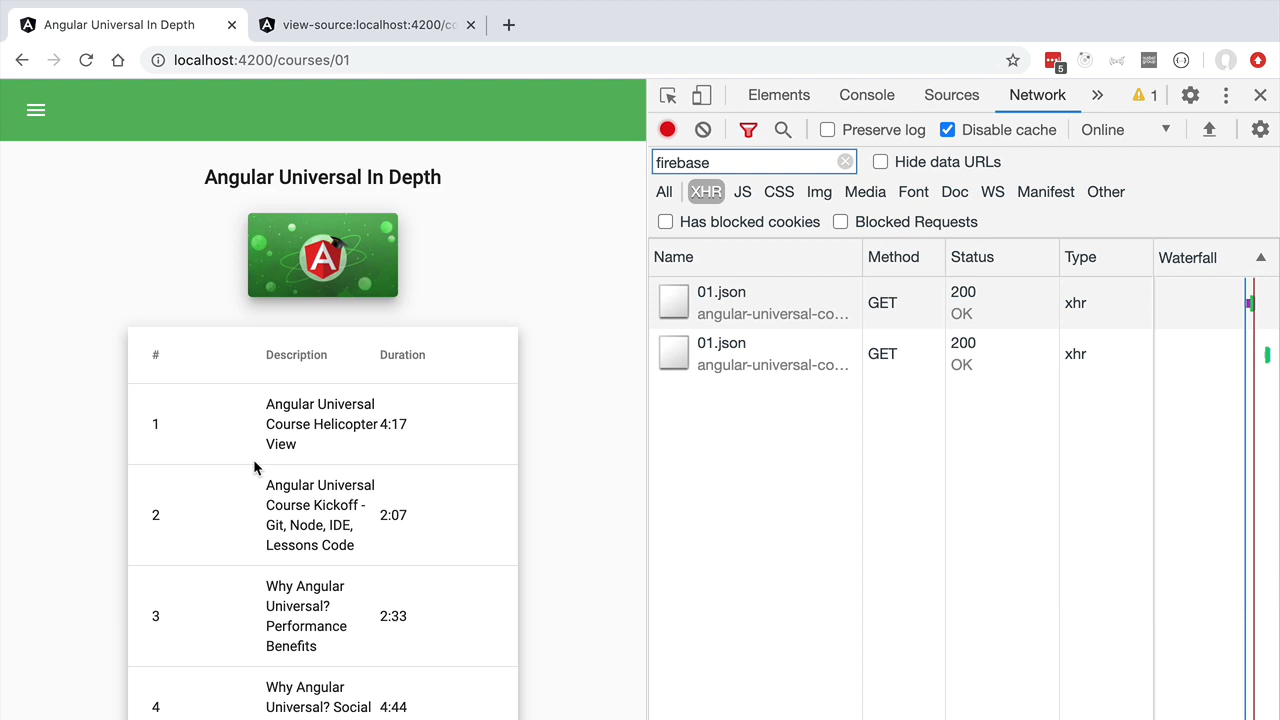 Angular Universal In Depth
view-source:localhost:4200/co
localhost:4200/courses/01
5
Elements Console Sources Network 1
Preserve log Disable cache Online
firebase Hide data URLs
All XHR JS CSS Img Media Font Doc WS Manifest Other
Has blocked cookies Blocked Requests
Name Method Status Type Waterfall
01.json GET 200 xhr
angular-universal-co… OK
01.json GET 200 xhr
angular-universal-co… OK
Angular Universal In Depth
A
# Description Duration
1 Angular Universal Course Helicopter View 4:17
2 Angular Universal Course Kickoff - Git, Node, IDE, Lessons Code 2:07
3 Why Angular Universal? Performance Benefits 2:33
4 Why Angular Universal? Social 4:44